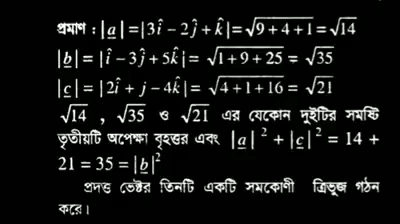 প্রমাণ : |a| = |3î − 2ĵ + k̂| = √9 + 4 + 1 = √14
|b| = |î − 3ĵ + 5k̂| = √1 + 9 + 25 = √35
|c| = |2î + j − 4k̂| = √4 + 1 + 16 = √21
√14 , √35 ও √21 এর যেকোন দুইটির সমষ্টি
তৃতীয়টি অপেক্ষা বৃহত্তর এবং |a|² + |c|² = 14 +
21 = 35 = |b|²
প্রদত্ত ভেক্টর তিনটি একটি সমকোণী ত্রিভুজ গঠন
করে।